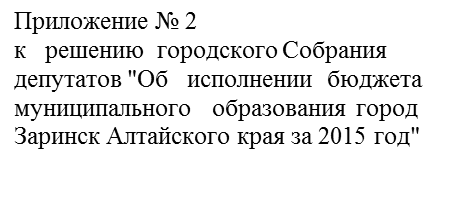 Приложение № 2
к решению городского Собрания
депутатов "Об исполнении бюджета
муниципального образования город
Заринск Алтайского края за 2015 год"